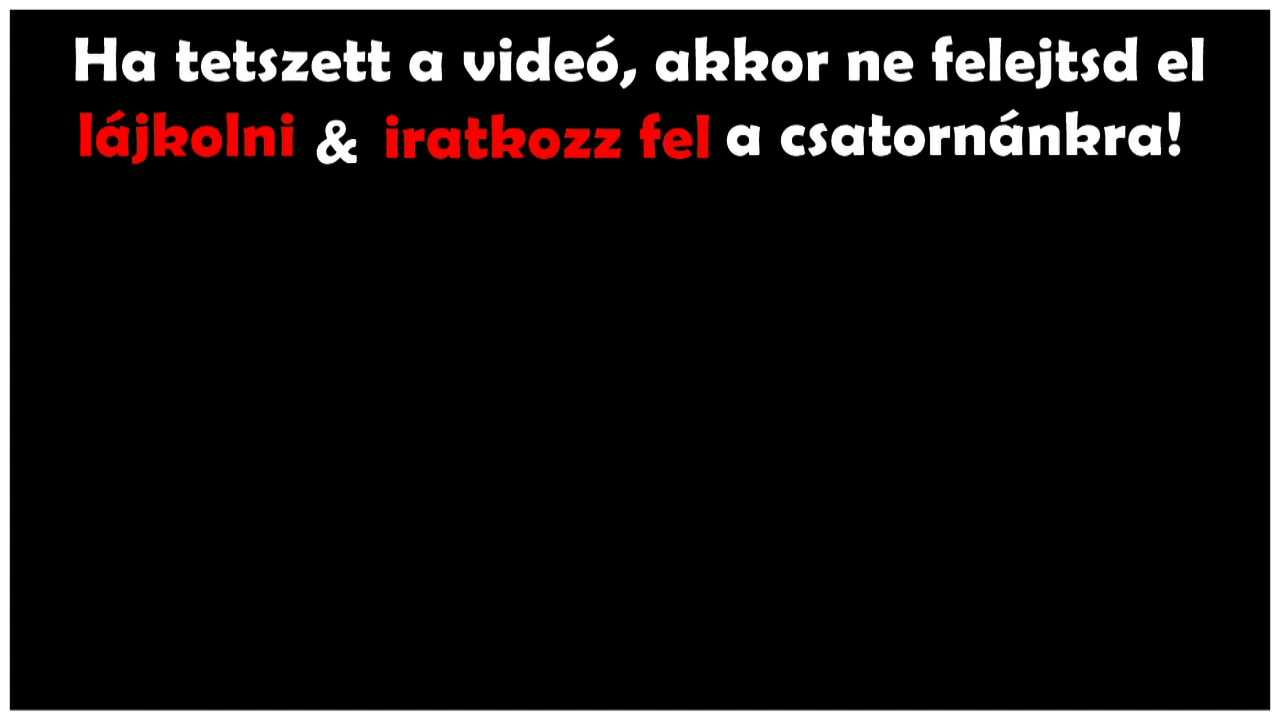 Ha tetszett a videó, akkor ne felejtsd el
lájkolni & iratkozz fel a csatornánkra!